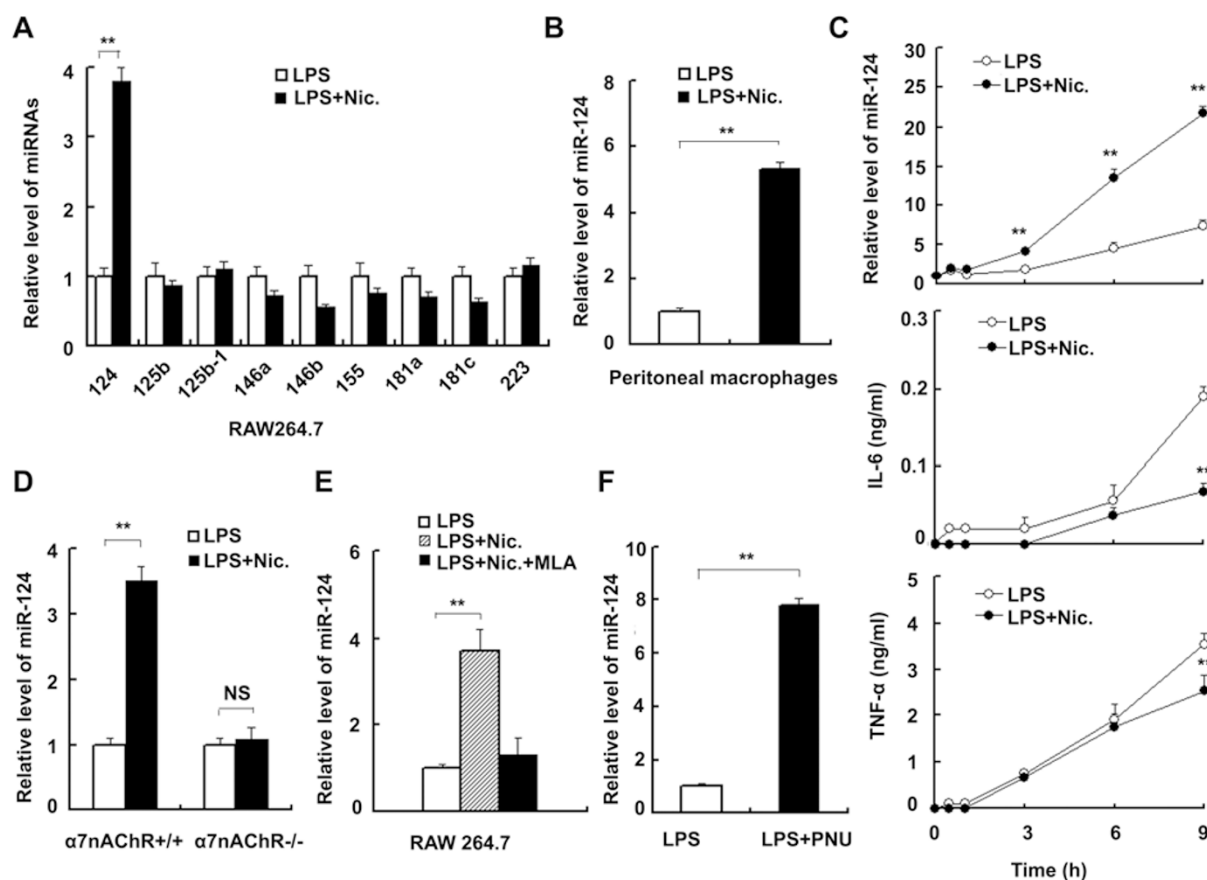 A
**
LPS
LPS+Nic.
Relative level of miRNAs
4
3
2
1
0
124
125b
125b-1
146a
146b
155
181a
181c
223
RAW264.7
B
LPS
LPS+Nic.
**
Relative level of miR-124
8
6
4
2
0
Peritoneal macrophages
C
LPS
LPS+Nic.
Relative level of miR-124
30
25
20
15
10
5
0
**
**
**
LPS
LPS+Nic.
IL-6 (ng/ml)
0.3
0.2
0.1
0
**
LPS
LPS+Nic.
TNF-α (ng/ml)
5
4
3
2
1
0
**
0
3
6
9
Time (h)
D
LPS
LPS+Nic.
**
NS
Relative level of miR-124
4
3
2
1
0
α7nAChR+/+
α7nAChR-/-
E
LPS
LPS+Nic.
LPS+Nic.+MLA
**
Relative level of miR-124
6
4
2
0
RAW 264.7
F
**
Relative level of miR-124
10
8
6
4
2
0
LPS
LPS+PNU